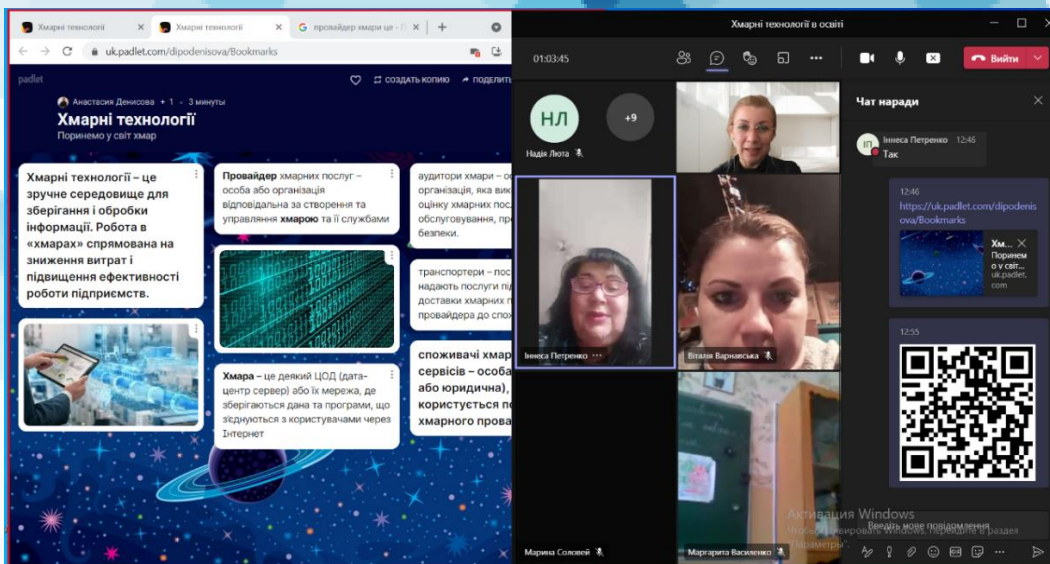 Хмарні технології
Хмарні технології
провайдер хмари це - П
uk.padlet.com/dipodenisova/Bookmarks
padlet
СОЗДАТЬ КОПИЮ
ПОДЕЛИТЬ
Анастасия Денисова + 1 - 3 минуты
Хмарні технології
Поринемо у світ хмар
Хмарні технології – це
зручне середовище для
зберігання і обробки
інформації. Робота в
«хмарах» спрямована на
зниження витрат і
підвищення ефективності
роботи підприємств.
Провайдер хмарних послуг –
особа або організація
відповідальна за створення та
управління хмарою та її службами
Хмара – це деякий ЦОД (дата-
центр сервер) або їх мережа, де
зберігаються дана та програми, що
з'єднуються з користувачами через
Інтернет
аудитори хмари – о
організація, яка вик
оцінку хмарних пос
обслуговування, пр
безпеки.
транспортери – пос
надають послуги пі
доставки хмарних п
провайдера до спо
споживачі хмар
сервісів – особа
або юридична),
користується по
хмарного прова
Хмарні технології в освіті
01:03:45
Вийти
НЛ
+9
Надія Люта
Іннеса Петренко
Віталія Варнавська
Марина Соловей
Маргарита Василенко
Чат наради
ІП
Іннеса Петренко 12:46
Так
12:46
https://uk.padlet.com/dipodenis
ova/Bookmarks
Хм...
Поринем
о у світ...
uk.padlet.
com
12:55
Активация Windows
Введіть нове повідомлення